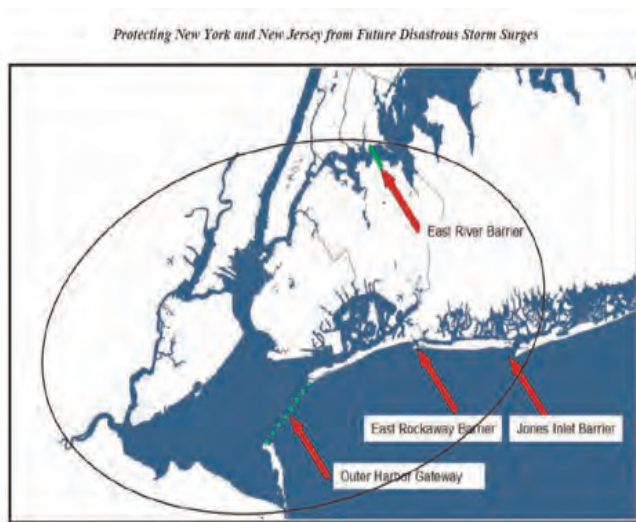 Protecting New York and New Jersey from Future Disastrous Storm Surges
East River Barrier
East Rockaway Barrier
Jones Inlet Barrier
Outer Harbor Gateway